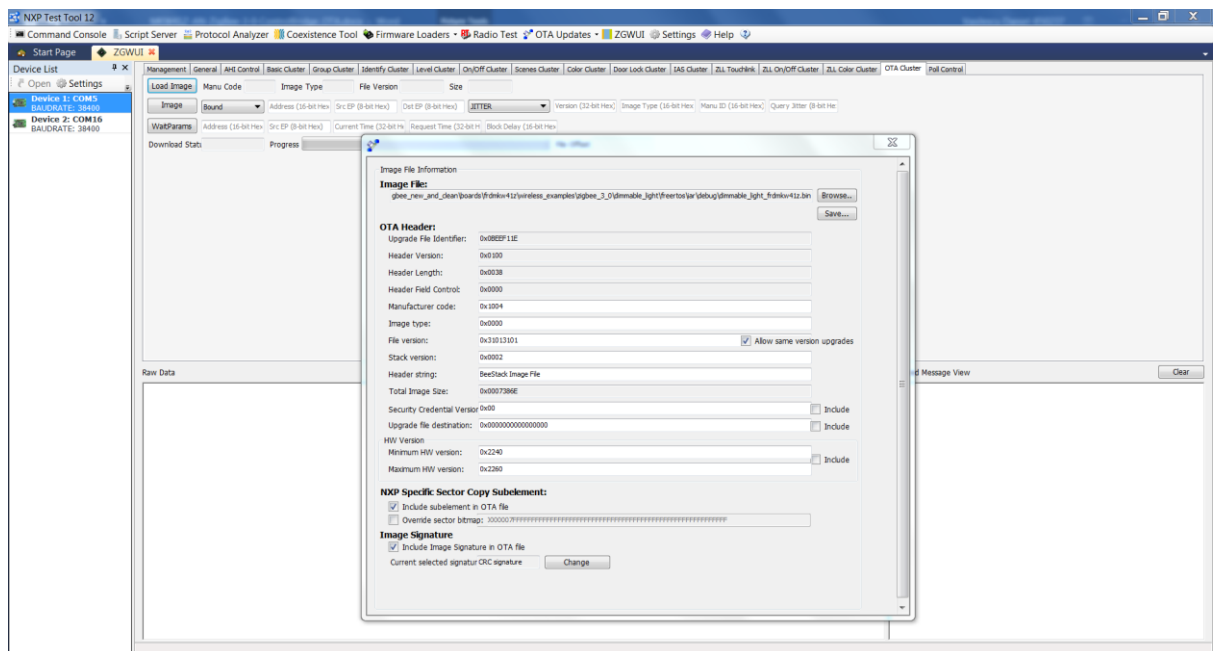 NXP Test Tool 12
Command Console Script Server Protocol Analyzer Coexistence Tool Firmware Loaders Radio Test OTA Updates ZGWUI Settings Help
Start Page ZGWUI
Device List
Open Settings
Device 1: COM5
BAUDRATE: 38400
Device 2: COM16
BAUDRATE: 38400
Management General AHI Control Basic Cluster Group Cluster Identify Cluster Level Cluster On/Off Cluster Scenes Cluster Color Cluster Door Lock Cluster IAS Cluster ZLL Touchlink ZLL On/Off Cluster ZLL Color Cluster OTA Cluster Poll Control
Load Image Manu Code Image Type File Version Size
Image Bound Address (16-bit Hex Src EP (8-bit Hex) Dst EP (8-bit Hex) JITTER Version (32-bit Hex) Image Type (16-bit Hex Manu ID (16-bit Hex) Query Jitter (8-bit He
WaitParams Address (16-bit Hex Src EP (8-bit Hex) Current Time (32-bit H Request Time (32-bit H Block Delay (16-bit Hex
Download Stat Progress
Image File Information
Image File:
gbee_new_and_clean\boards\frdmkw41z\wireless_examples\zigbee_3_0\dimmable_light\freertos\iar\debug\dimmable_light_frdmkw41z.bin Browse...
Save....
OTA Header:
Upgrade File Identifier: 0x0BEEF11E
Header Version: 0x0100
Header Length: 0x0038
Header Field Control: 0x0000
Manufacturer code: 0x1004
Image type: 0x0000
File version: 0x31013101 Allow same version upgrades
Stack version: 0x0002
Header string: BeeStack Image File
Total Image Size: 0x0007386E
Security Credential Version 0x00 Include
Upgrade file destination: 0x0000000000000000 Include
HW Version
Minimum HW version: 0x2240
Include
Maximum HW version: 0x2260
NXP Specific Sector Copy Subelement:
Include subelement in OTA file
Override sector bitmap:
Image Signature
Include Image Signature in OTA file
Current selected signatur CRC signature Change
Raw Data Message View Clear